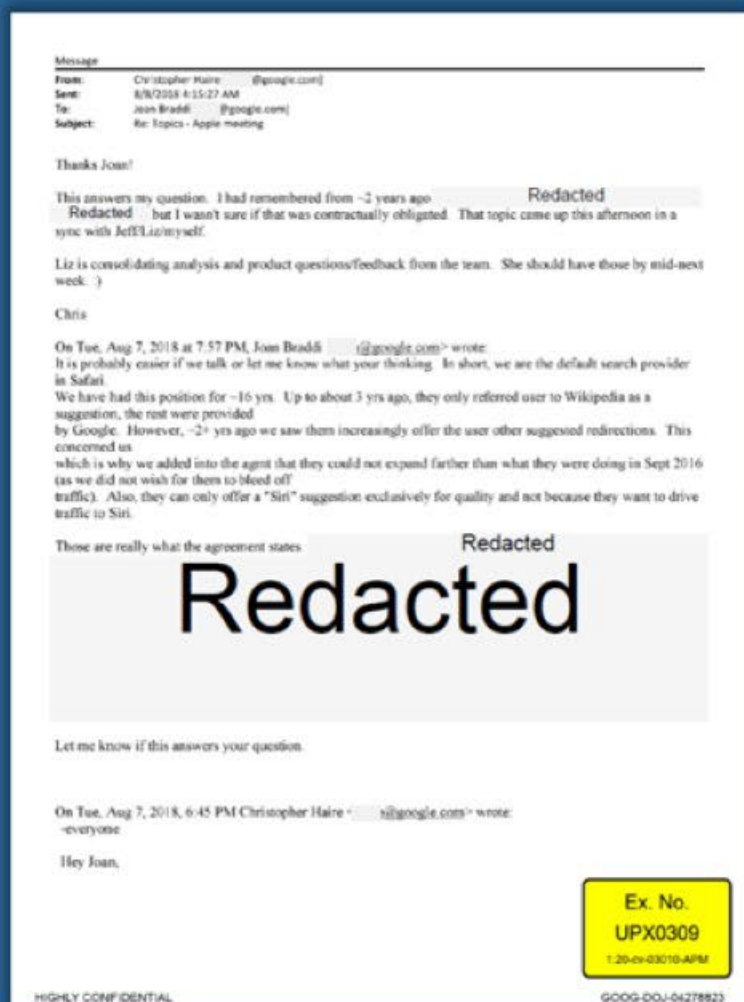 Message
From: Christopher Haire @google.com]
Sent: 8/8/2018 4:15:27 AM
To: Joan Braddi @google.com]
Subject: Re: Topics - Apple meeting
Thanks Joan!
This answers my question. I had remembered from ~2 years ago Redacted
Redacted but I wasn't sure if that was contractually obligated. That topic came up this afternoon in a
sync with Jeff/Liz/myself.
Liz is consolidating analysis and product questions/feedback from the team. She should have those by mid-next
week. :)
Chris
On Tue, Aug 7, 2018 at 7:57 PM, Joan Braddi @google.com> wrote:
It is probably easier if we talk or let me know what your thinking. In short, we are the default search provider
in Safari.
We have had this position for ~16 yrs. Up to about 3 yrs ago, they only referred user to Wikipedia as a
suggestion, the rest were provided
by Google. However, ~2+ yrs ago we saw them increasingly offer the user other suggested redirections. This
concerned us
which is why we added into the agmt that they could not expand farther than what they were doing in Sept 2016
(as we did not wish for them to bleed off
traffic). Also, they can only offer a "Siri" suggestion exclusively for quality and not because they want to drive
traffic to Siri.
Those are really what the agreement states Redacted
Redacted
Let me know if this answers your question.
On Tue, Aug 7, 2018, 6:45 PM Christopher Haire < @google.com> wrote:
-everyone
Hey Joan,
Ex. No.
UPX0309
1:20-cv-03010-APM
HIGHLY CONFIDENTIAL
GOOG-DOJ-04278823